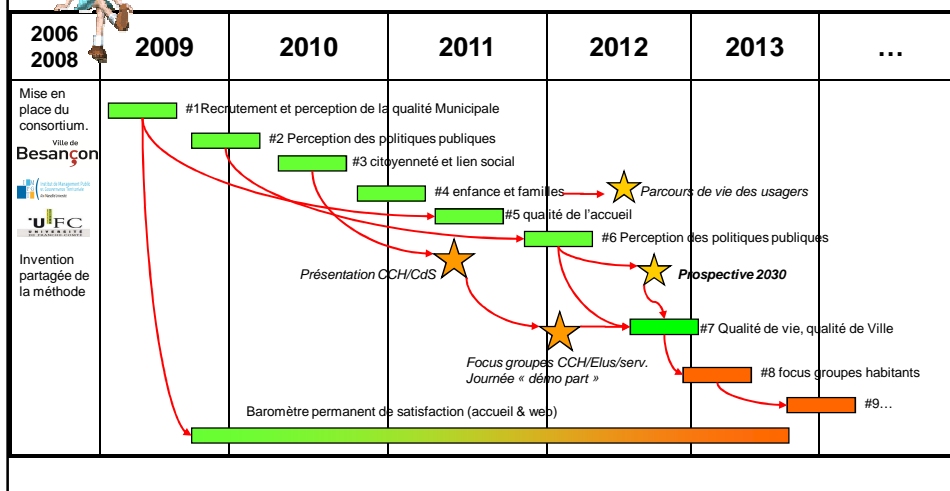 2006
2008
2009
2010
2011
2012
2013
…
Mise en
place du
consortium.
Ville de
Besançon
UFC
UNIVERSITÉ
DE FRANCHE-COMTÉ
Invention
partagée de
la méthode
#1Recrutement et perception de la qualité Municipale
#2 Perception des politiques publiques
#3 citoyenneté et lien social
#4 enfance et familles
Parcours de vie des usagers
#5 qualité de l'accueil
#6 Perception des politiques publiques
Présentation CCH/CdS
Prospective 2030
#7 Qualité de vie, qualité de Ville
Focus groupes CCH/Elus/serv.
Journée « démo part »
#8 focus groupes habitants
#9…
Baromètre permanent de satisfaction (accueil & web)